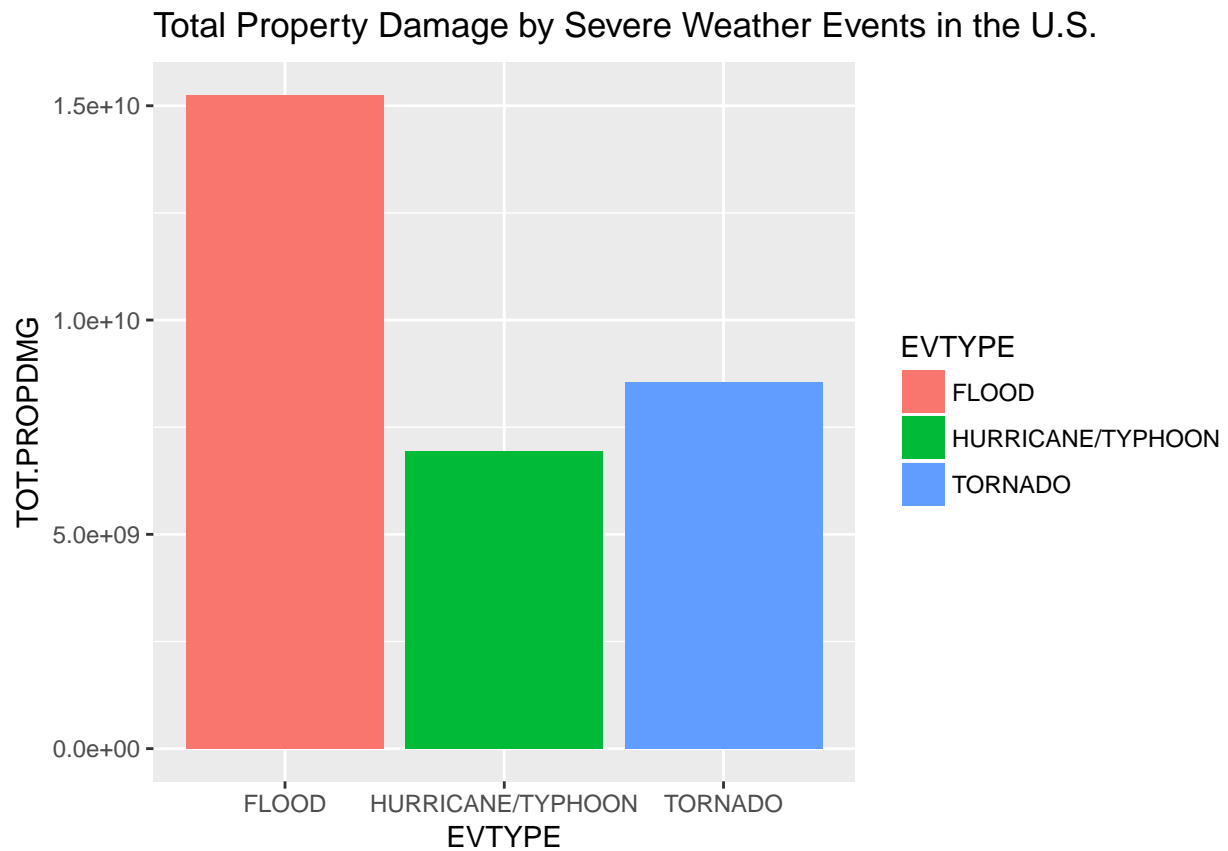 Total Property Damage by Severe Weather Events in the U.S.
1.5e+10
1.0e+10
5.0e+09
0.0e+00
TOT.PROPDMG
FLOOD
HURRICANE/TYPHOON
TORNADO
EVTYPE
EVTYPE
FLOOD
HURRICANE/TYPHOON
TORNADO